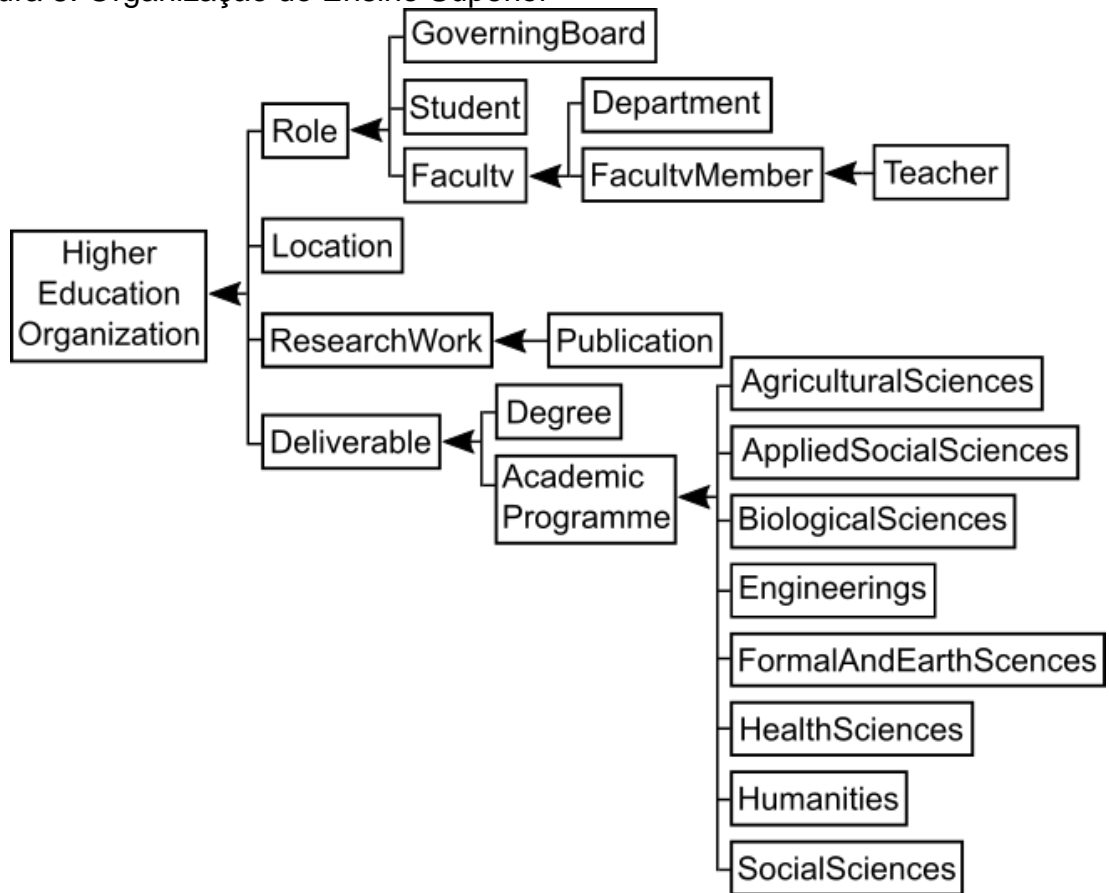 GoverningBoard
Student
Department
Role
Facultv
FacultvMember
Teacher
Higher
Education
Organization
Location
ResearchWork
Publication
Deliverable
Degree
Academic
Programme
AgriculturalSciences
AppliedSocialSciences
BiologicalSciences
Engineerings
FormalAndEarthScences
HealthSciences
Humanities
SocialSciences